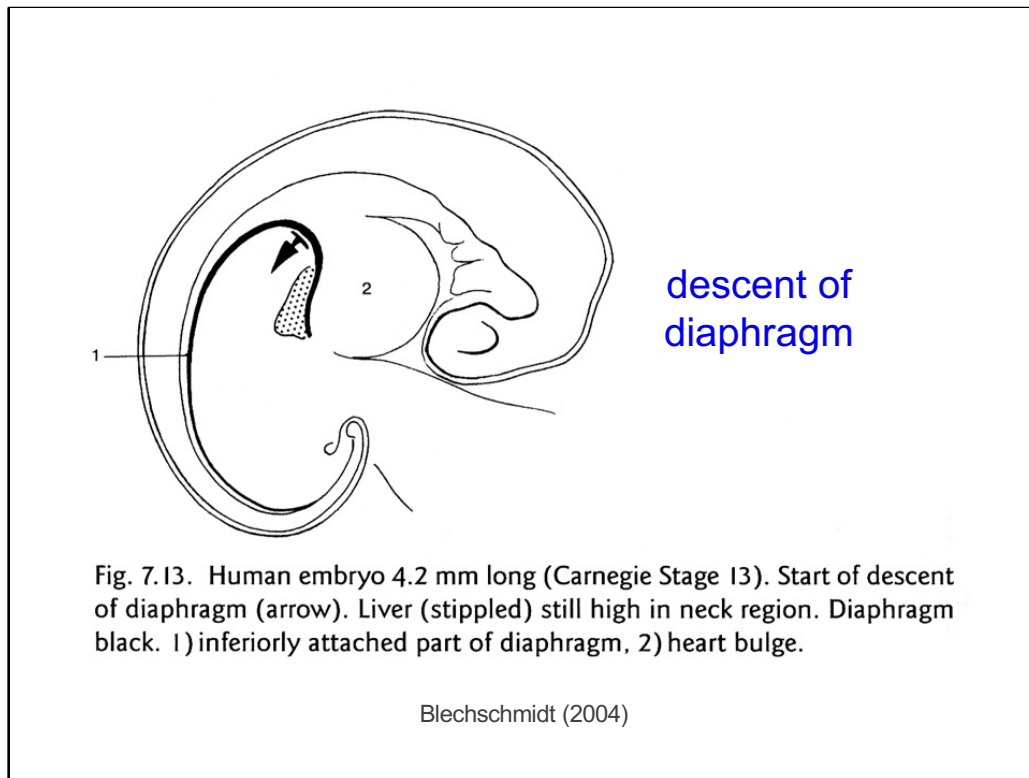 2
descent of
diaphragm
1
Fig. 7.13. Human embryo 4.2 mm long (Carnegie Stage 13). Start of descent
of diaphragm (arrow). Liver (stippled) still high in neck region. Diaphragm
black. 1) inferiorly attached part of diaphragm, 2) heart bulge.
Blechschmidt (2004)